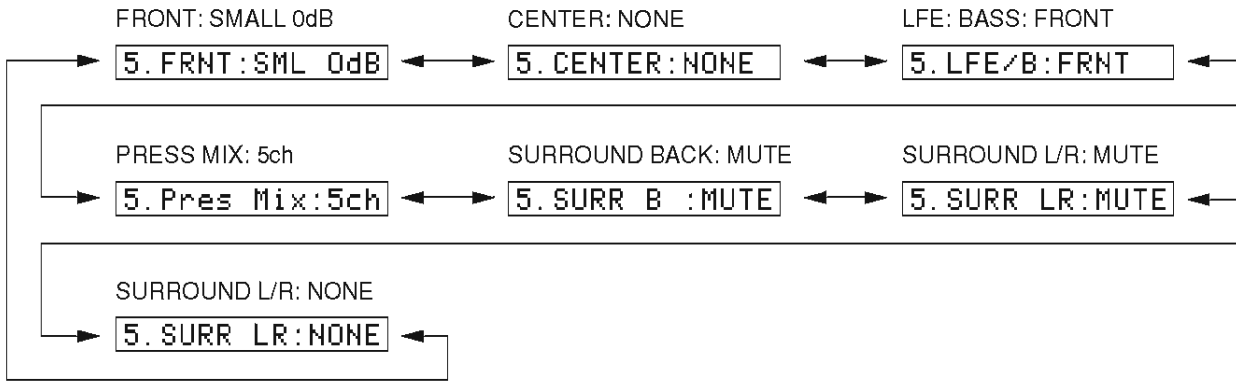 FRONT: SMALL 0dB
CENTER: NONE
LFE: BASS: FRONT
5.FRNT:SML 0dB
5.CENTER:NONE
5.LFE/B:FRNT
PRESS MIX: 5ch
SURROUND BACK: MUTE
SURROUND L/R: MUTE
5.Pres Mix:5ch
5.SURR B :MUTE
5.SURR LR:MUTE
SURROUND L/R: NONE
5.SURR LR:NONE